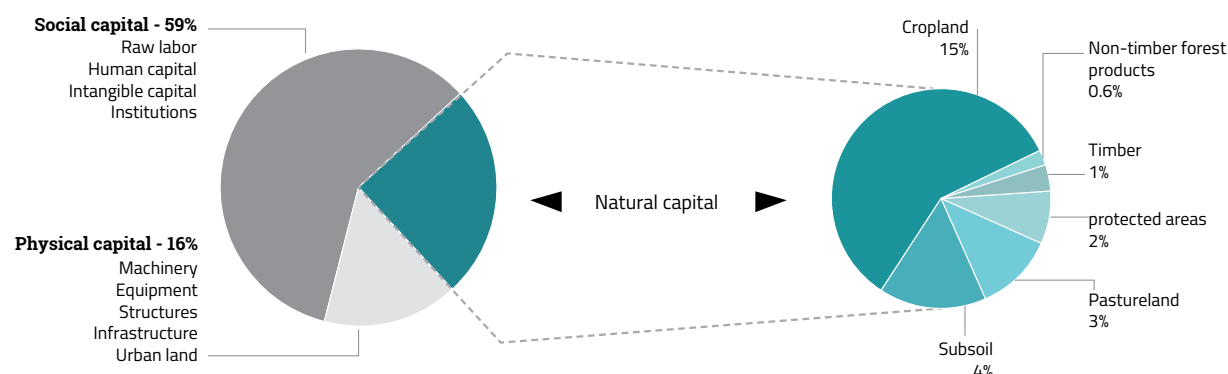 Social capital - 59%
Raw labor
Human capital
Intangible capital
Institutions
Physical capital - 16%
Machinery
Equipment
Structures
Infrastructure
Urban land
Natural capital
Cropland
15%
Non-timber forest
products
0.6%
Timber
1%
protected areas
2%
Pastureland
3%
Subsoil
4%